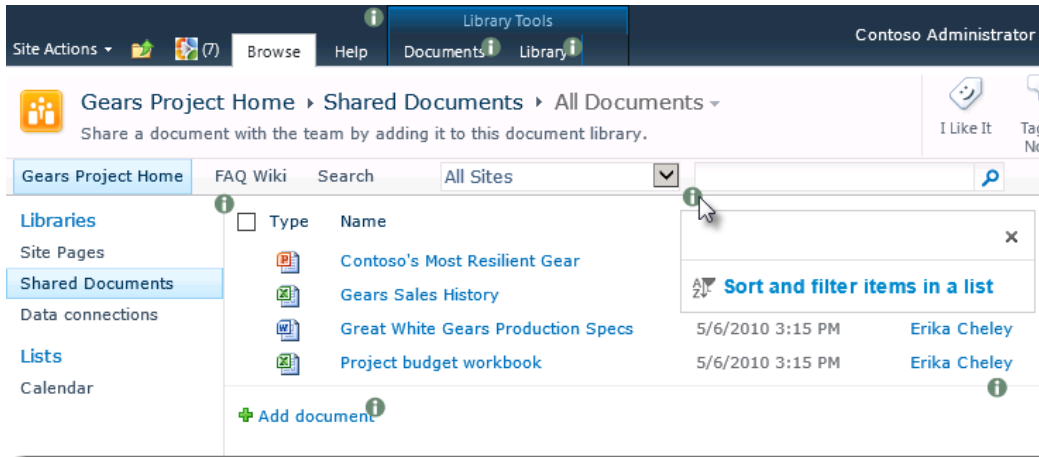 Library Tools
Site Actions (7) Browse Help Documents Library Contoso Administrator
Gears Project Home Shared Documents All Documents
Share a document with the team by adding it to this document library.
I Like It
Gears Project Home FAQ Wiki Search All Sites
Libraries
Site Pages
Shared Documents
Data connections
Lists
Calendar
Type Name
Contoso's Most Resilient Gear
Gears Sales History
Sort and filter items in a list
Great White Gears Production Specs 5/6/2010 3:15 PM Erika Cheley
Project budget workbook 5/6/2010 3:15 PM Erika Cheley
Add document